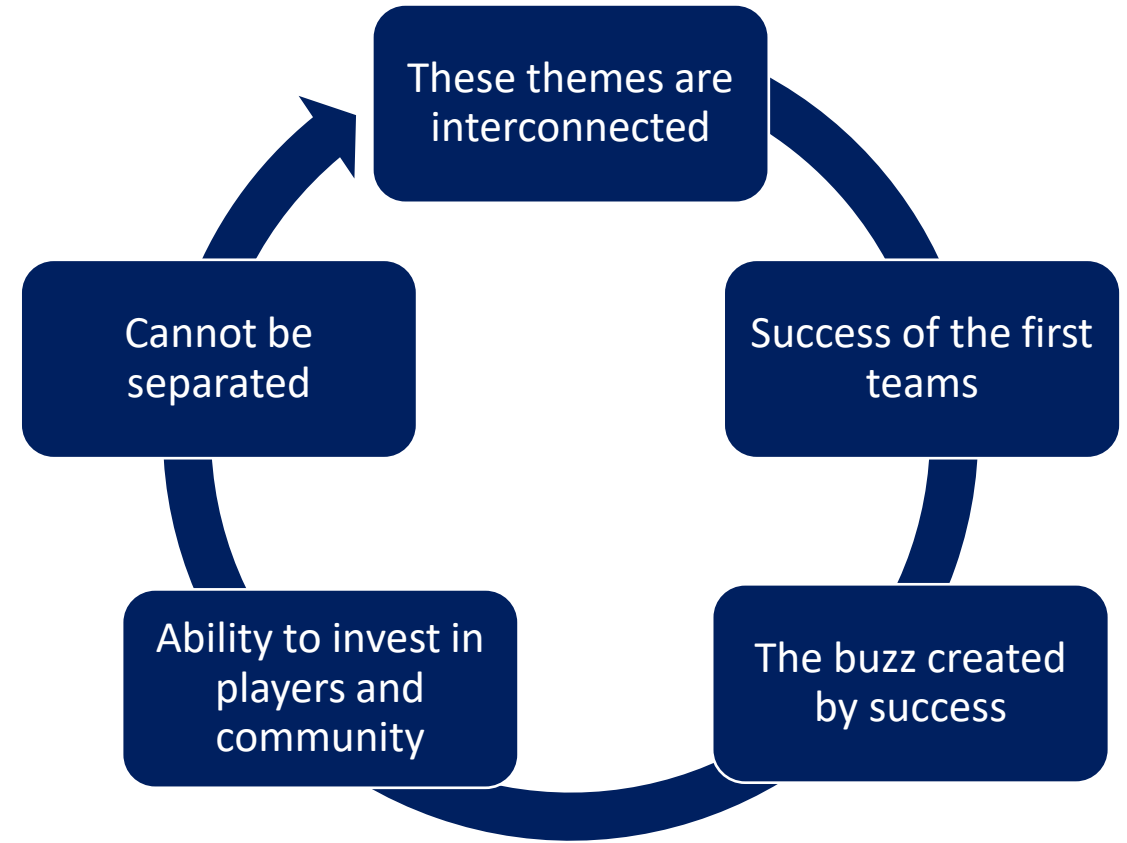 These themes are
interconnected
Success of the first
teams
The buzz created
by success
Ability to invest in
players and
community
Cannot be
separated